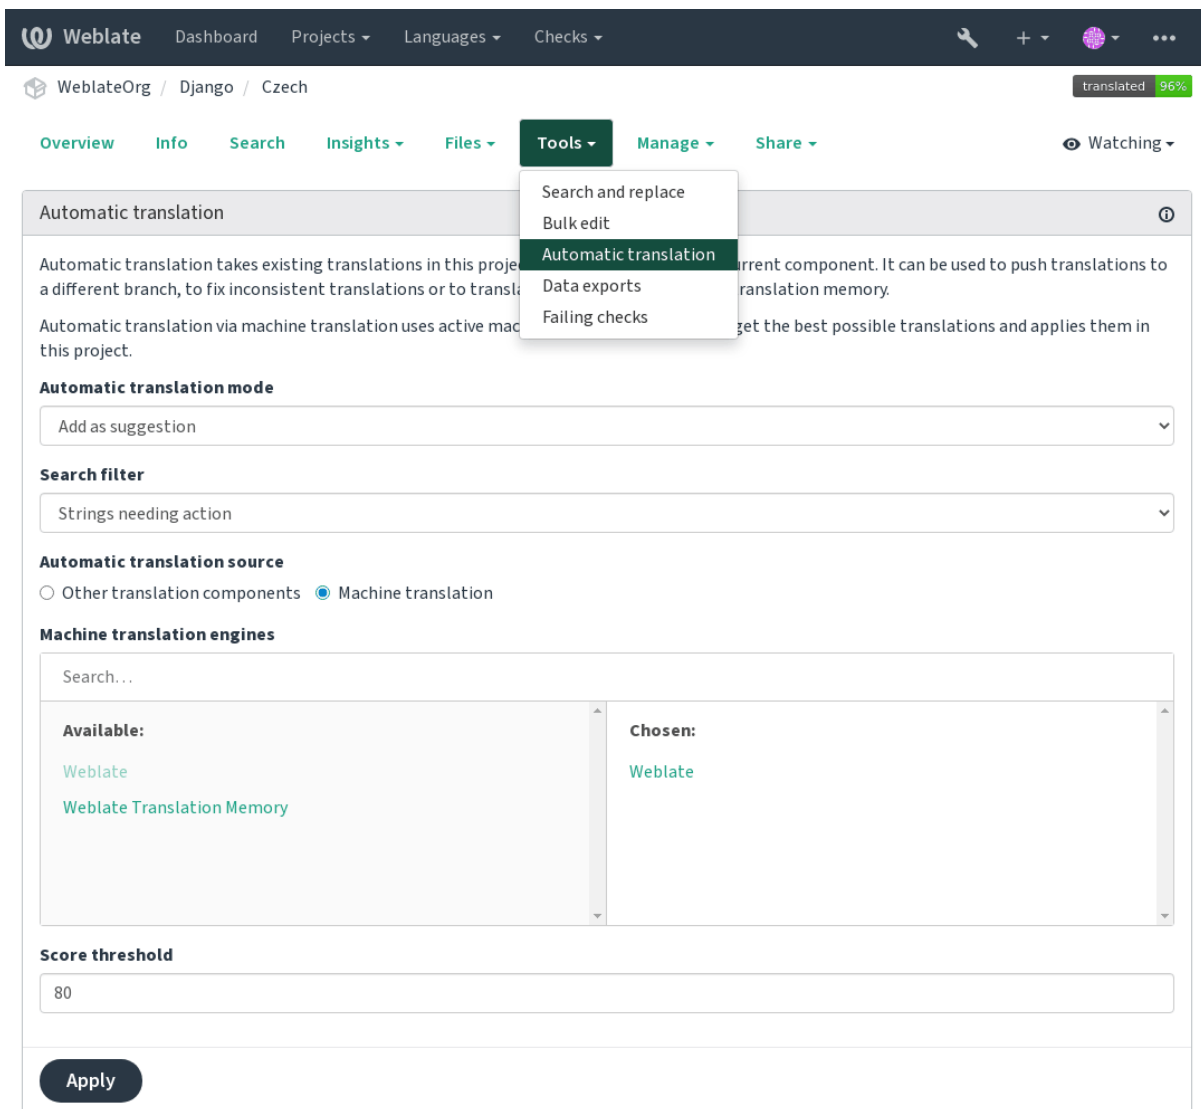 Weblate Dashboard Projects Languages Checks
WeblateOrg / Django / Czech translated 96%
Overview Info Search Insights Files Tools Manage Share Watching
Search and replace
Bulk edit
Automatic translation
Data exports
Failing checks
Automatic translation
Automatic translation takes existing translations in this proje rrent component. It can be used to push translations to
a different branch, to fix inconsistent translations or to transla ranslation memory.
Automatic translation via machine translation uses active mac get the best possible translations and applies them in
this project.
Automatic translation mode
Add as suggestion
Search filter
Strings needing action
Automatic translation source
Other translation components Machine translation
Machine translation engines
Search…
Available:
Weblate
Weblate Translation Memory
Chosen:
Weblate
Score threshold
80
Apply